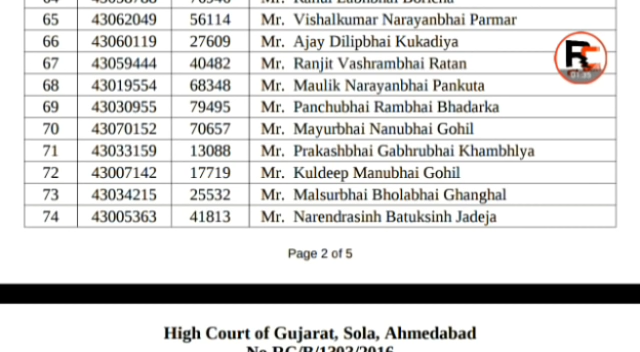 65 43062049 56114 Mr. Vishalkumar Narayanbhai Parmar
66 43060119 27609 Mr. Ajay Dilipbhai Kukadiya
67 43059444 40482 Mr. Ranjit Vashrambhai Ratan
68 43019554 68348 Mr. Maulik Narayanbhai Pankuta
69 43030955 79495 Mr. Panchubhai Rambhai Bhadarka
70 43070152 70657 Mr. Mayurbhai Nanubhai Gohil
71 43033159 13088 Mr. Prakashbhai Gabhrubhai Khambhlya
72 43007142 17719 Mr. Kuldeep Manubhai Gohil
73 43034215 25532 Mr. Malsurbhai Bholabhai Ghanghal
74 43005363 41813 Mr. Narendrasinh Batuksinh Jadeja
Page 2 of 5
High Court of Gujarat, Sola, Ahmedabad